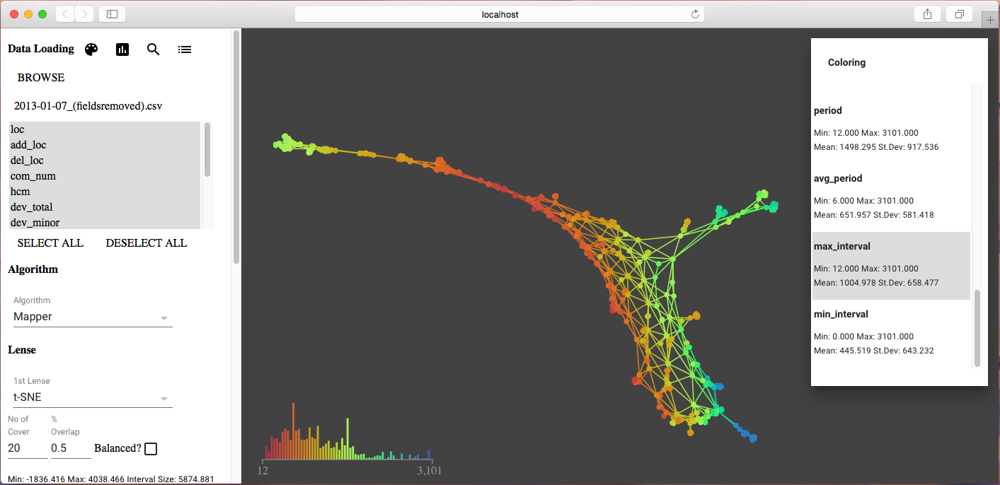 localhost
Data Loading
BROWSE
2013-01-07_(fieldsremoved).csv
loc
add_loc
del_loc
com_num
hcm
dev_total
dev_minor
SELECT ALL DESELECT ALL
Algorithm
Algorithm
Mapper
Lense
1st Lense
t-SNE
No of Cover
% Overlap
20 0.5 Balanced?
Min: -1836.416 Max: 4038.466 Interval Size: 5874.881
12 3,101
Coloring
period
Min: 12.000 Max: 3101.000
Mean: 1498.295 St.Dev: 917.536
avg_period
Min: 6.000 Max: 3101.000
Mean: 651.957 St.Dev: 581.418
max_interval
Min: 12.000 Max: 3101.000
Mean: 1004.978 St.Dev: 658.477
min_interval
Min: 0.000 Max: 3101.000
Mean: 445.519 St.Dev: 643.232